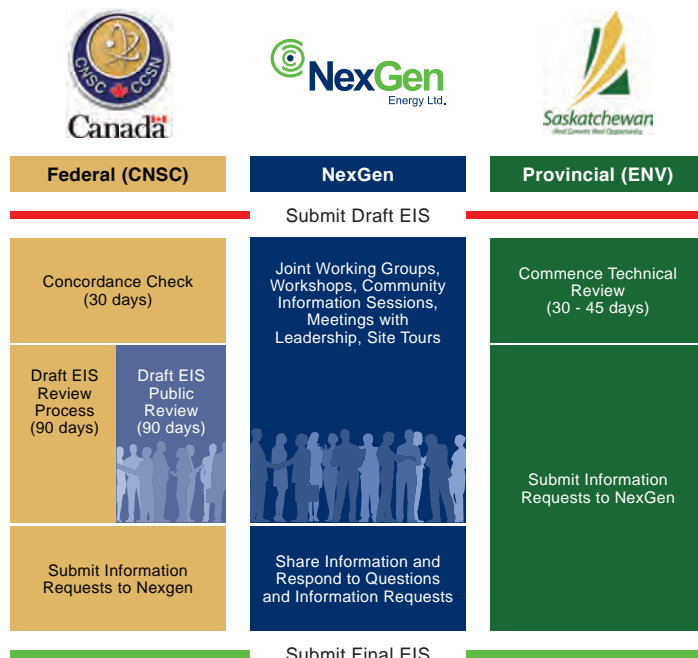 CNSC CCSN
Canada
NexGen
Energy Ltd.
Saskatchewan
Federal (CNSC)
NexGen
Provincial (ENV)
Submit Draft EIS
Concordance Check
(30 days)
Draft EIS
Review
Process
(90 days)
Draft EIS
Public
Review
(90 days)
Submit Information
Requests to Nexgen
Joint Working Groups,
Workshops, Community
Information Sessions,
Meetings with
Leadership, Site Tours
Share Information and
Respond to Questions
and Information Requests
Commence Technical
Review
(30 - 45 days)
Submit Information
Requests to NexGen
Submit Final EIS